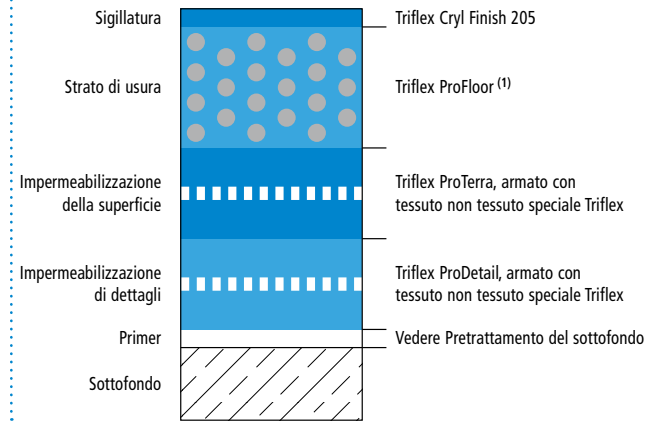 Sigillatura
Triflex Cryl Finish 205
Strato di usura
Triflex ProFloor (1)
Impermeabilizzazione
della superficie
Triflex ProTerra, armato con
tessuto non tessuto speciale Triflex
Impermeabilizzazione
di dettagli
Triflex ProDetail, armato con
tessuto non tessuto speciale Triflex
Primer
Vedere Pretrattamento del sottofondo
Sottofondo